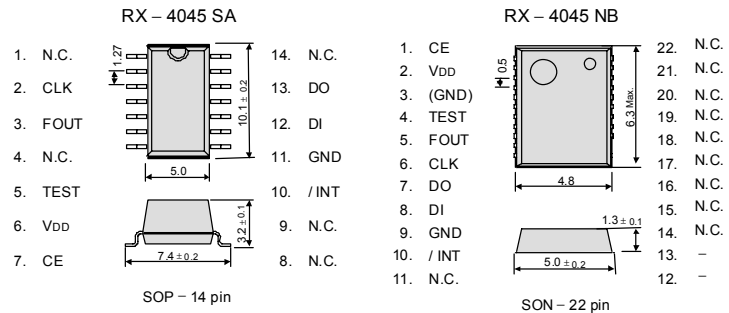 RX – 4045 SA
1. N.C.
2. CLK
3. FOUT
4. N.C.
5. TEST
6. VDD
7. CE
14. N.C.
13. DO
12. DI
11. GND
10. / INT
9. N.C.
8. N.C.
1.27
10.1 ± 0.2
5.0
3.2 ± 0.1
7.4 ± 0.2
SOP – 14 pin
RX – 4045 NB
1. CE
2. VDD
3. (GND)
4. TEST
5. FOUT
6. CLK
7. DO
8. DI
9. GND
10. / INT
11. N.C.
22. N.C.
21. N.C.
20. N.C.
19. N.C.
18. N.C.
17. N.C.
16. N.C.
15. N.C.
14. N.C.
13. –
12. –
0.5
6.3 Max.
4.8
1.3 ± 0.1
5.0 ± 0.2
SON – 22 pin